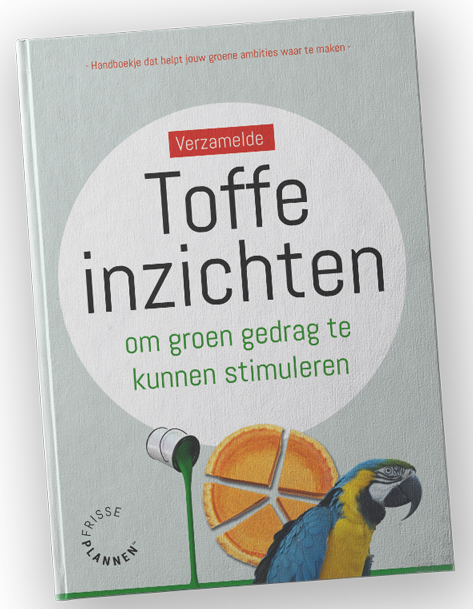 - Handboekje dat helpt jouw groene ambities waar te maken -
Verzamelde
Toffe
inzichten
om groen gedrag te
kunnen stimuleren
FRISSE
PLANNEN™